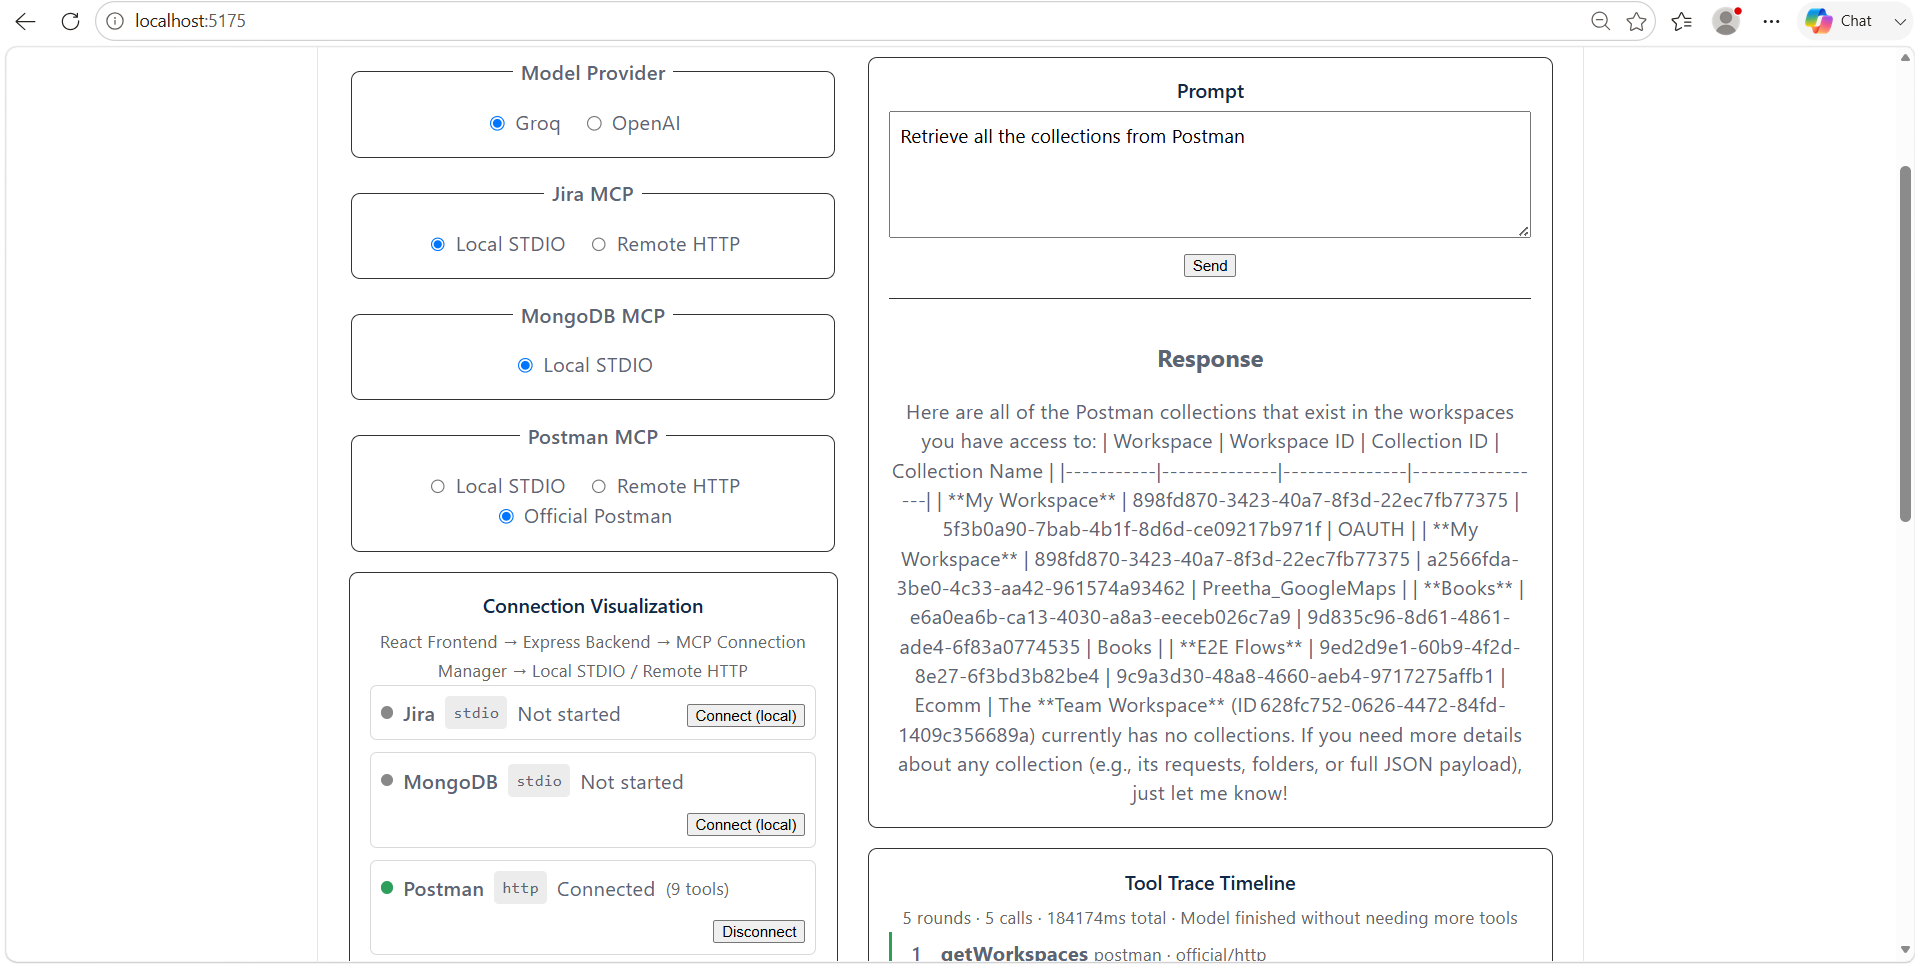 localhost:5175
Chat
Model Provider
Groq OpenAI
Jira MCP
Local STDIO Remote HTTP
MongoDB MCP
Local STDIO
Postman MCP
Local STDIO Remote HTTP
Official Postman
Connection Visualization
React Frontend → Express Backend → MCP Connection
Manager → Local STDIO / Remote HTTP
Jira stdio Not started Connect (local)
MongoDB stdio Not started
Connect (local)
Postman http Connected (9 tools)
Disconnect
Prompt
Retrieve all the collections from Postman
Send
Response
Here are all of the Postman collections that exist in the workspaces
you have access to: | Workspace | Workspace ID | Collection ID |
Collection Name | |-----------|--------------|---------------|--------------
---| | **My Workspace** | 898fd870-3423-40a7-8f3d-22ec7fb77375 |
5f3b0a90-7bab-4b1f-8d6d-ce09217b971f | OAUTH | | **My
Workspace** | 898fd870-3423-40a7-8f3d-22ec7fb77375 | a2566fda-
3be0-4c33-aa42-961574a93462 | Preetha_GoogleMaps | | **Books** |
e6a0ea6b-ca13-4030-a8a3-eeceb026c7a9 | 9d835c96-8d61-4861-
ade4-6f83a0774535 | Books | | **E2E Flows** | 9ed2d9e1-60b9-4f2d-
8e27-6f3bd3b82be4 | 9c9a3d30-48a8-4660-aeb4-9717275affb1 |
Ecomm | The **Team Workspace** (ID 628fc752-0626-4472-84fd-
1409c356689a) currently has no collections. If you need more details
about any collection (e.g., its requests, folders, or full JSON payload),
just let me know!
Tool Trace Timeline
5 rounds · 5 calls · 184174ms total · Model finished without needing more tools
1 getWorkspaces postman · official/http